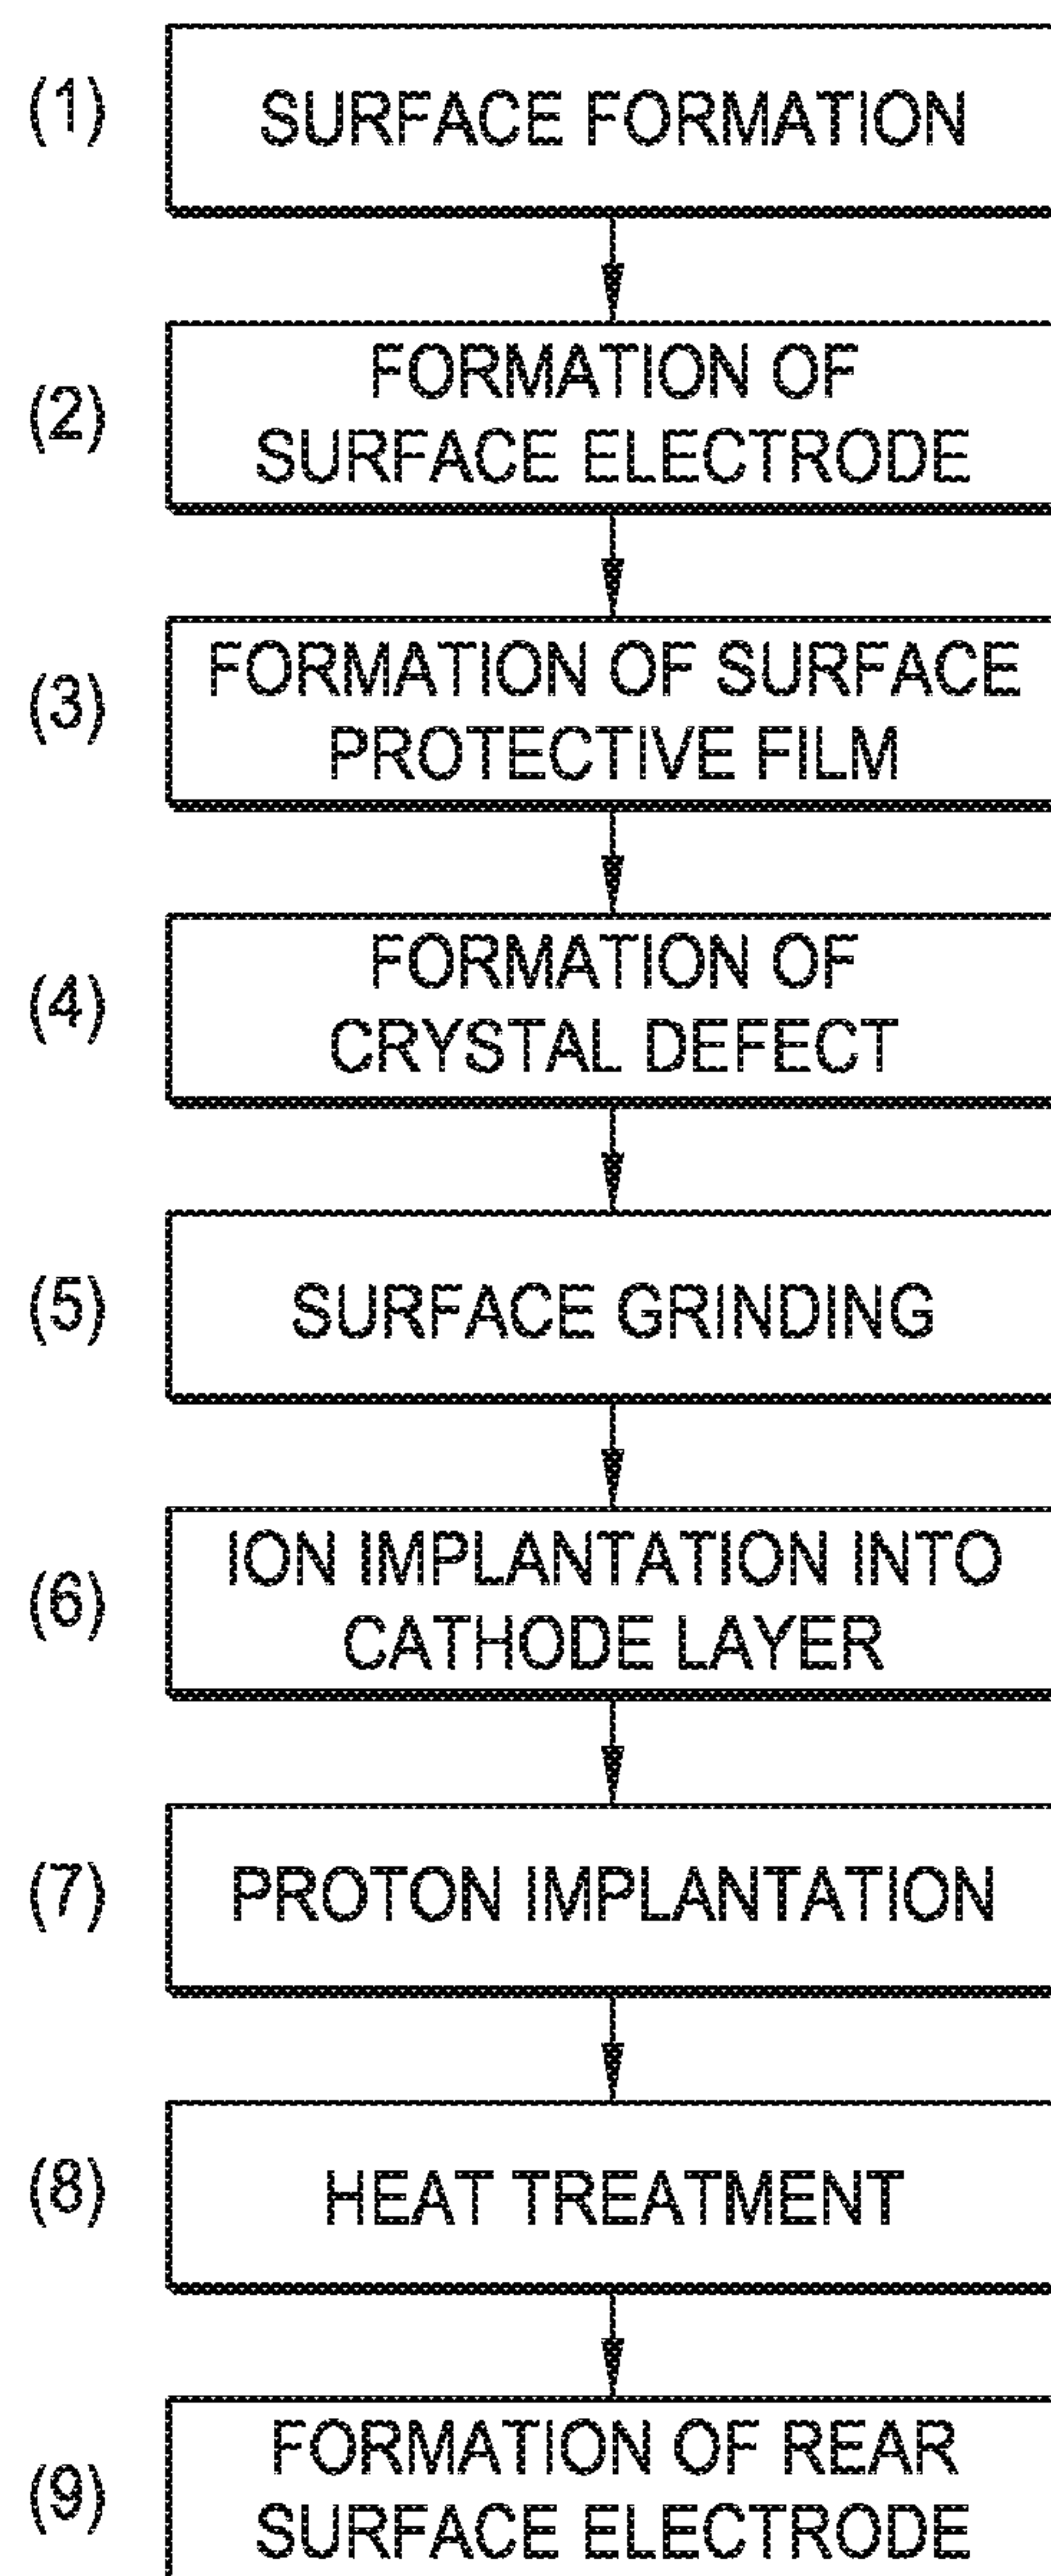 (1) SURFACE FORMATION
(2) FORMATION OF
SURFACE ELECTRODE
(3) FORMATION OF SURFACE
PROTECTIVE FILM
(4) FORMATION OF
CRYSTAL DEFECT
(5) SURFACE GRINDING
(6) ION IMPLANTATION INTO
CATHODE LAYER
(7) PROTON IMPLANTATION
(8) HEAT TREATMENT
(9) FORMATION OF REAR
SURFACE ELECTRODE